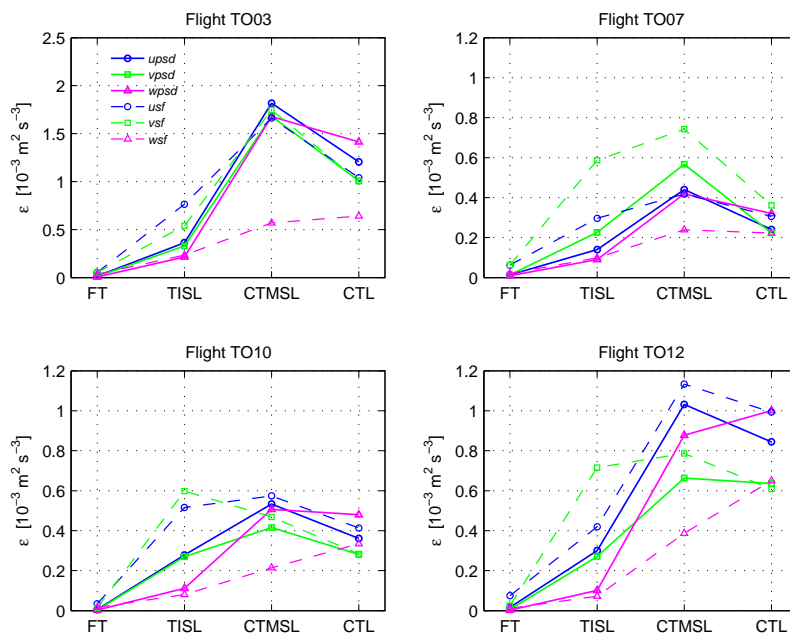 Flight TO03
2.5
2
1.5
1
0.5
0
ε [10⁻³ m² s⁻³]
upsd
vpsd
wpsd
usf
vsf
wsf
FT TISL CTMSL CTL
Flight TO07
1.2
1
0.8
0.6
0.4
0.2
0
ε [10⁻³ m² s⁻³]
FT TISL CTMSL CTL
Flight TO10
1.2
1
0.8
0.6
0.4
0.2
0
ε [10⁻³ m² s⁻³]
FT TISL CTMSL CTL
Flight TO12
1.2
1
0.8
0.6
0.4
0.2
0
ε [10⁻³ m² s⁻³]
FT TISL CTMSL CTL